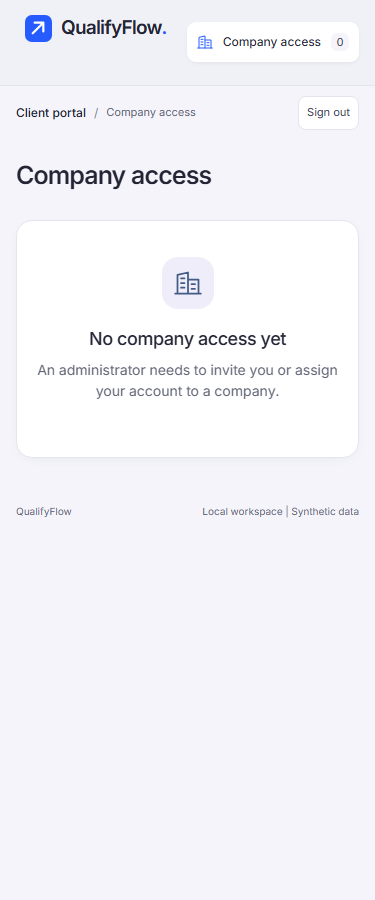 QualifyFlow.
Company access 0
Client portal / Company access
Sign out
Company access
No company access yet
An administrator needs to invite you or assign
your account to a company.
QualifyFlow
Local workspace | Synthetic data